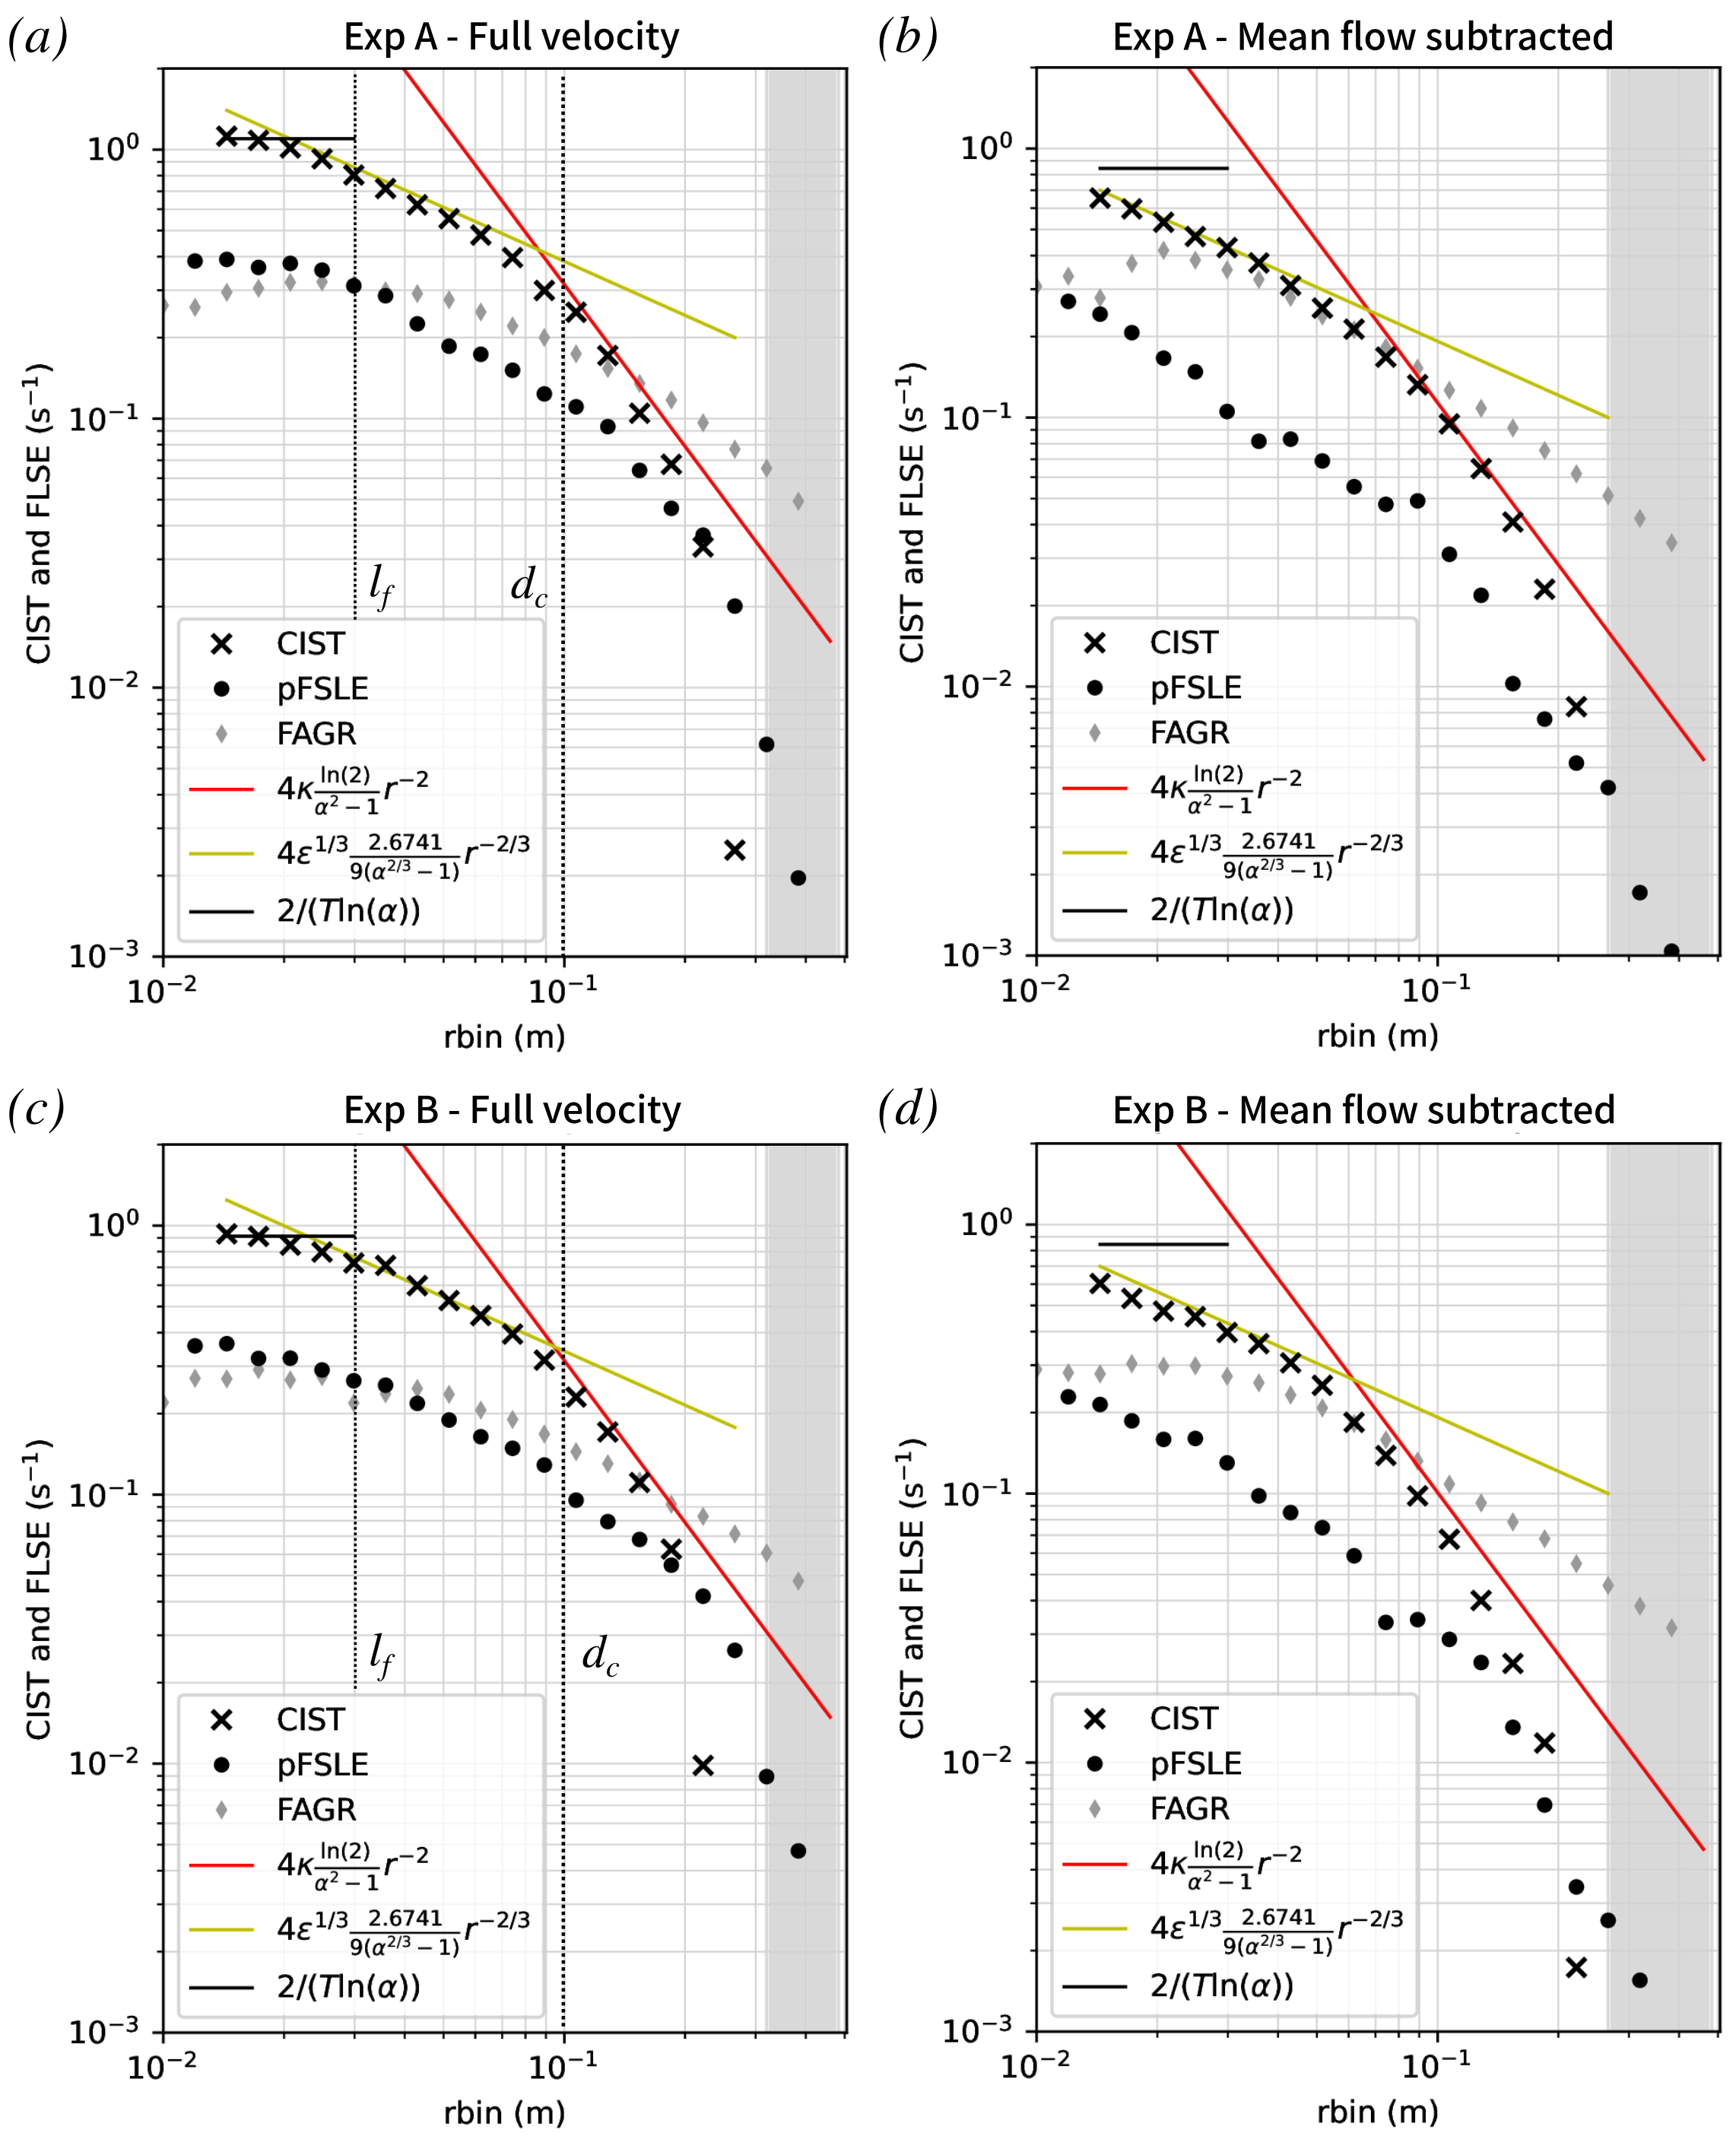 (a)
Exp A - Full velocity
CIST and FLSE (s⁻¹)
10⁰
10⁻¹
10⁻²
10⁻³
l_f
d_c
CIST
pFSLE
FAGR
4κ ln(2)/(α² − 1) r⁻²
4ε^{1/3} 2.6741/(9(α^{2/3} − 1)) r^{−2/3}
2/(Tln(α))
10⁻² 10⁻¹
rbin (m)
(b)
Exp A - Mean flow subtracted
CIST and FLSE (s⁻¹)
10⁰
10⁻¹
10⁻²
10⁻³
CIST
pFSLE
FAGR
4κ ln(2)/(α² − 1) r⁻²
4ε^{1/3} 2.6741/(9(α^{2/3} − 1)) r^{−2/3}
2/(Tln(α))
10⁻² 10⁻¹
rbin (m)
(c)
Exp B - Full velocity
CIST and FLSE (s⁻¹)
10⁰
10⁻¹
10⁻²
10⁻³
l_f
d_c
CIST
pFSLE
FAGR
4κ ln(2)/(α² − 1) r⁻²
4ε^{1/3} 2.6741/(9(α^{2/3} − 1)) r^{−2/3}
2/(Tln(α))
10⁻² 10⁻¹
rbin (m)
(d)
Exp B - Mean flow subtracted
CIST and FLSE (s⁻¹)
10⁰
10⁻¹
10⁻²
10⁻³
CIST
pFSLE
FAGR
4κ ln(2)/(α² − 1) r⁻²
4ε^{1/3} 2.6741/(9(α^{2/3} − 1)) r^{−2/3}
2/(Tln(α))
10⁻² 10⁻¹
rbin (m)